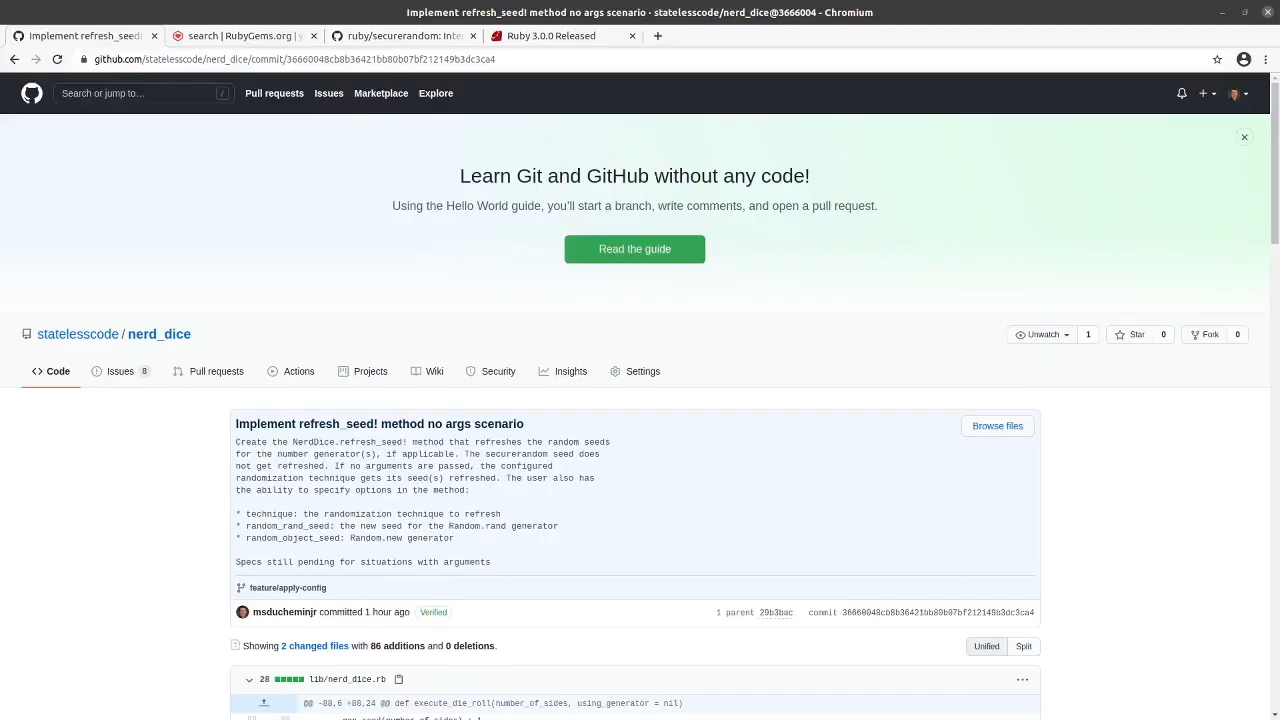 Implement refresh_seed! method no args scenario - statelesscode/nerd_dice@3666004 - Chromium
Implement refresh_seed!
search | RubyGems.org | y
ruby/securerandom: Inte
Ruby 3.0.0 Released
github.com/statelesscode/nerd_dice/commit/36660048cb8b36421bb80b07bf212149b3dc3ca4
Search or jump to…
/
Pull requests
Issues
Marketplace
Explore
Learn Git and GitHub without any code!
Using the Hello World guide, you’ll start a branch, write comments, and open a pull request.
Read the guide
statelesscode / nerd_dice
Unwatch
1
Star
0
Fork
0
Code
Issues 8
Pull requests
Actions
Projects
Wiki
Security
Insights
Settings
Implement refresh_seed! method no args scenario
Browse files
Create the NerdDice.refresh_seed! method that refreshes the random seeds
for the number generator(s), if applicable. The securerandom seed does
not get refreshed. If no arguments are passed, the configured
randomization technique gets its seed(s) refreshed. The user also has
the ability to specify options in the method:
* technique: the randomization technique to refresh
* random_rand_seed: the new seed for the Random.rand generator
* random_object_seed: Random.new generator
Specs still pending for situations with arguments
feature/apply-config
msducheminjr committed 1 hour ago
Verified
1 parent 29b3bac
commit 36660048cb8b36421bb80b07bf212149b3dc3ca4
Showing 2 changed files with 86 additions and 0 deletions.
Unified
Split
28
lib/nerd_dice.rb
@@ -88,6 +88,24 @@ def execute_die_roll(number_of_sides, using_generator = nil)